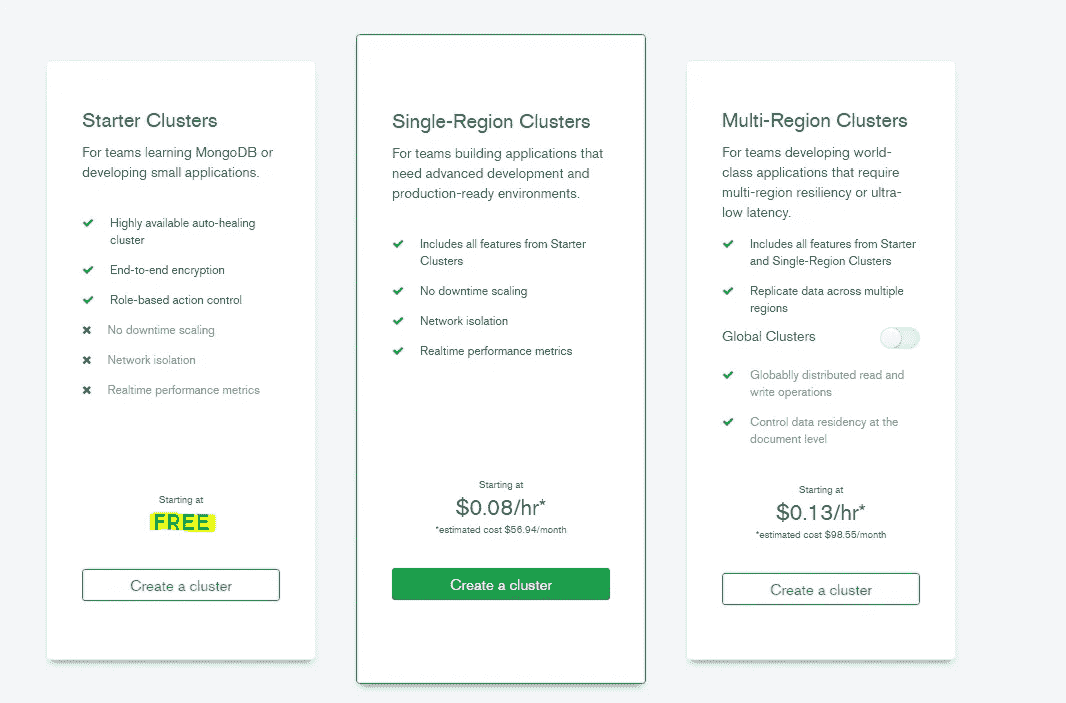 Starter Clusters
For teams learning MongoDB or
developing small applications.
Highly available auto-healing
cluster
End-to-end encryption
Role-based action control
No downtime scaling
Network isolation
Realtime performance metrics
Starting at
FREE
Create a cluster
Single-Region Clusters
For teams building applications that
need advanced development and
production-ready environments.
Includes all features from Starter
Clusters
No downtime scaling
Network isolation
Realtime performance metrics
Starting at
$0.08/hr*
*estimated cost $56.94/month
Create a cluster
Multi-Region Clusters
For teams developing world-
class applications that require
multi-region resiliency or ultra-
low latency.
Includes all features from Starter
and Single-Region Clusters
Replicate data across multiple
regions
Global Clusters
Globablly distributed read and
write operations
Control data residency at the
document level
Starting at
$0.13/hr*
*estimated cost $98.55/month
Create a cluster